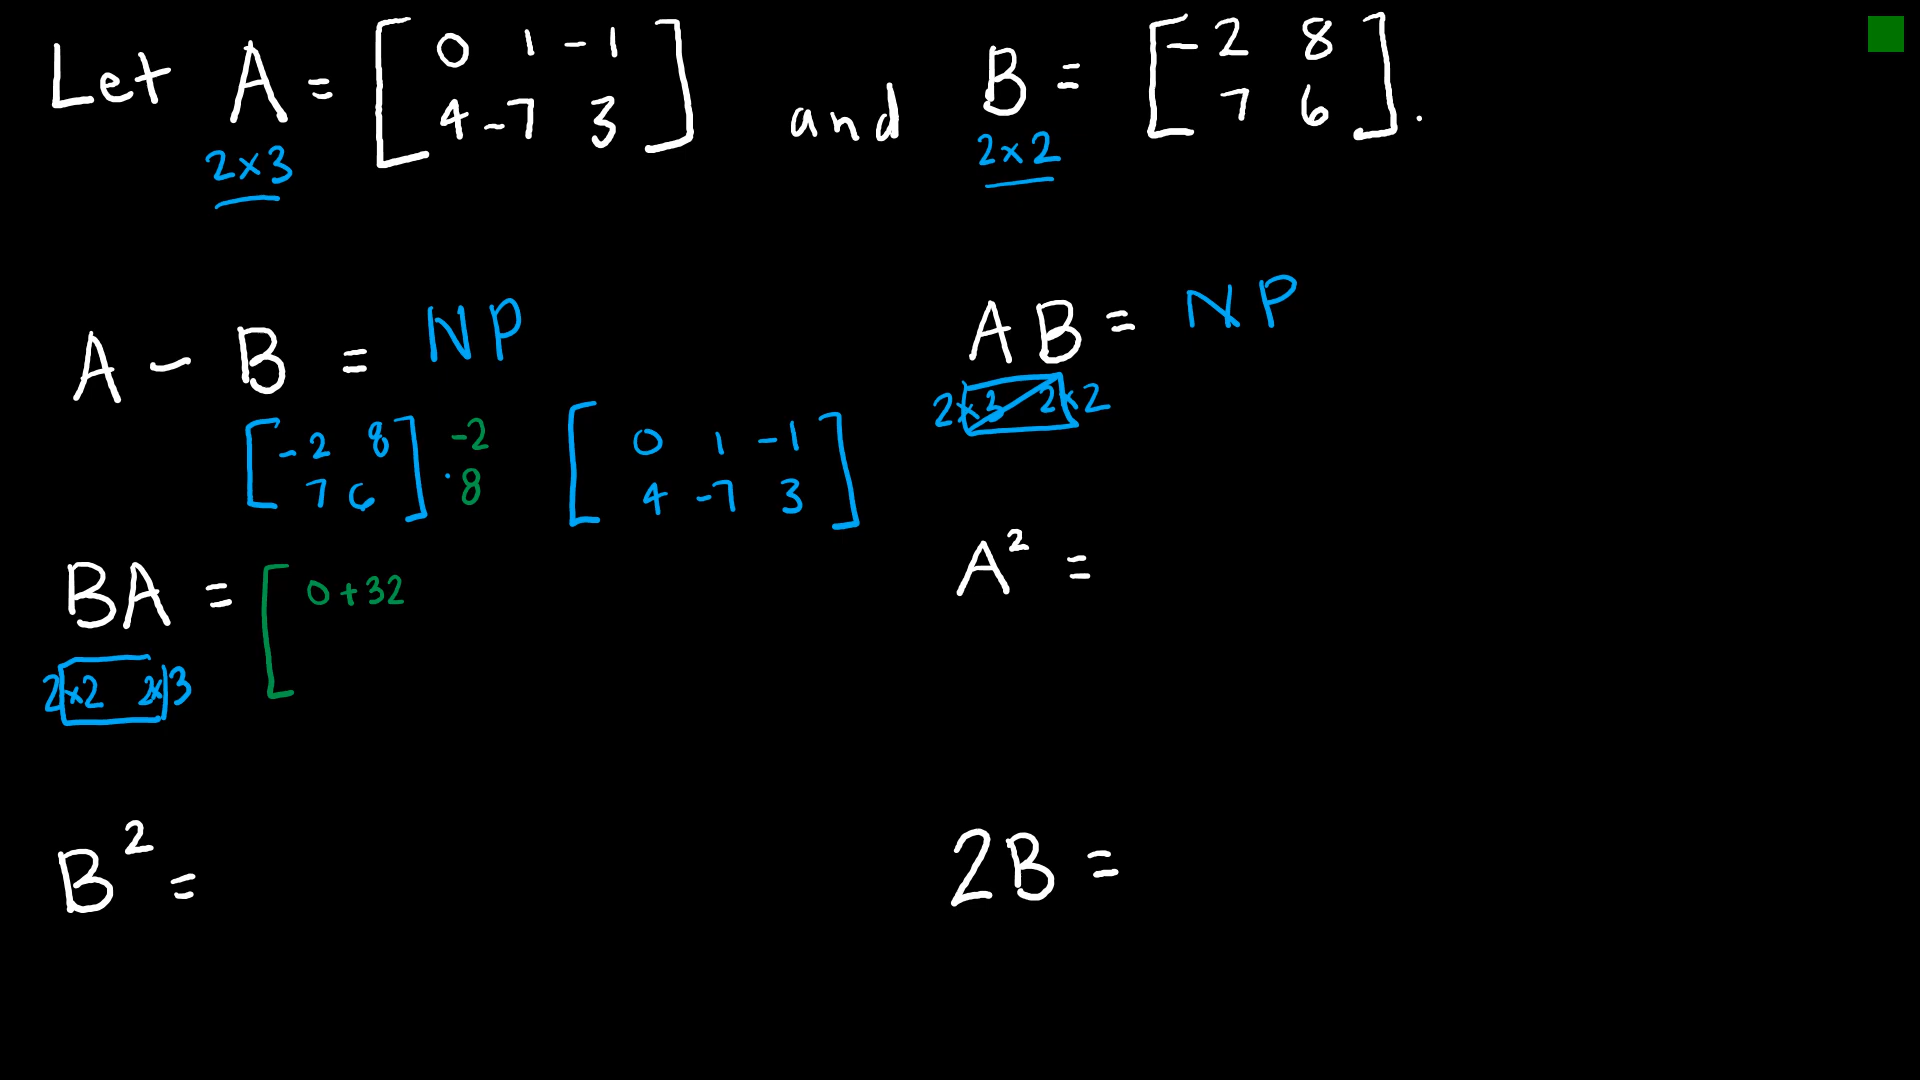 Let A = [ 0 1 -1 and B = [ -2 8
4 -7 3 ] 7 6 ].
2×3 2×2
A - B = NP AB = NP
2×3 2×2
[ -2 8 -2 [ 0 1 -1
7 6 ] · 8 4 -7 3 ]
BA = [ 0+32 A² =
2×2 2×3
B² = 2B =